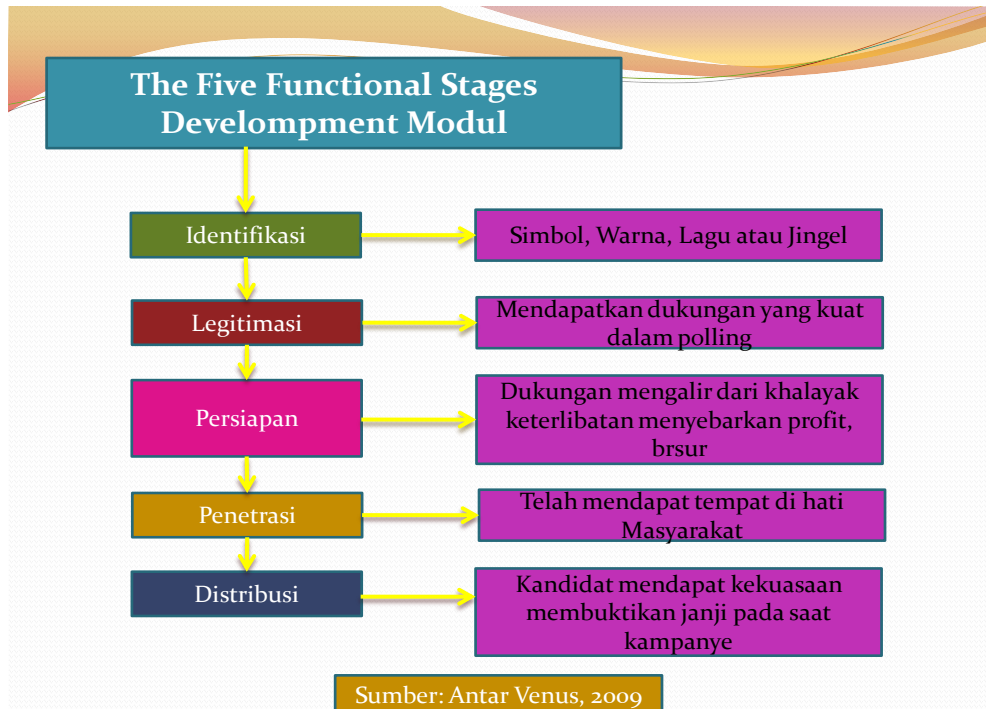 The Five Functional Stages
Develompment Modul
Identifikasi
Simbol, Warna, Lagu atau Jingel
Legitimasi
Mendapatkan dukungan yang kuat
dalam polling
Persiapan
Dukungan mengalir dari khalayak
keterlibatan menyebarkan profit,
brsur
Penetrasi
Telah mendapat tempat di hati
Masyarakat
Distribusi
Kandidat mendapat kekuasaan
membuktikan janji pada saat
kampanye
Sumber: Antar Venus, 2009